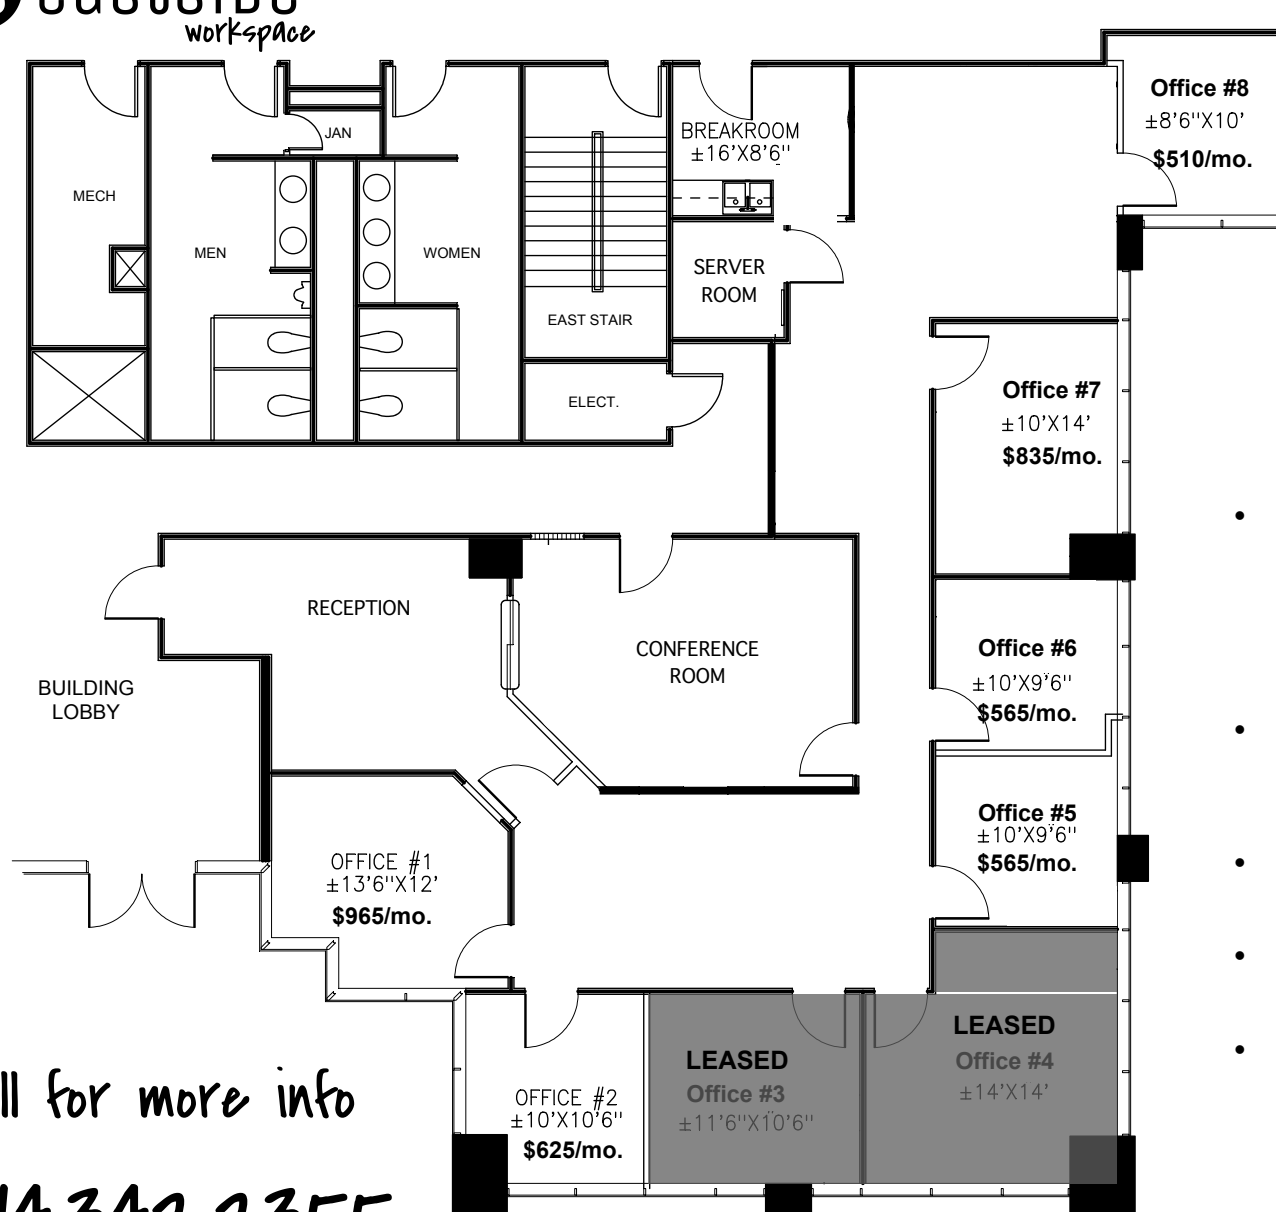 workspace
Office #8
±8'6"X10'
$510/mo.
JAN
BREAKROOM
±16'X8'6"
MECH
MEN
WOMEN
SERVER
ROOM
EAST STAIR
ELECT.
Office #7
±10'X14'
$835/mo.
RECEPTION
CONFERENCE
ROOM
Office #6
±10'X9'6"
$565/mo.
BUILDING
LOBBY
Office #5
±10'X9'6"
$565/mo.
OFFICE #1
±13'6"X12'
$965/mo.
LEASED
Office #4
±14'X14'
LEASED
Office #3
±11'6"X10'6"
OFFICE #2
±10'X10'6"
$625/mo.
for more info